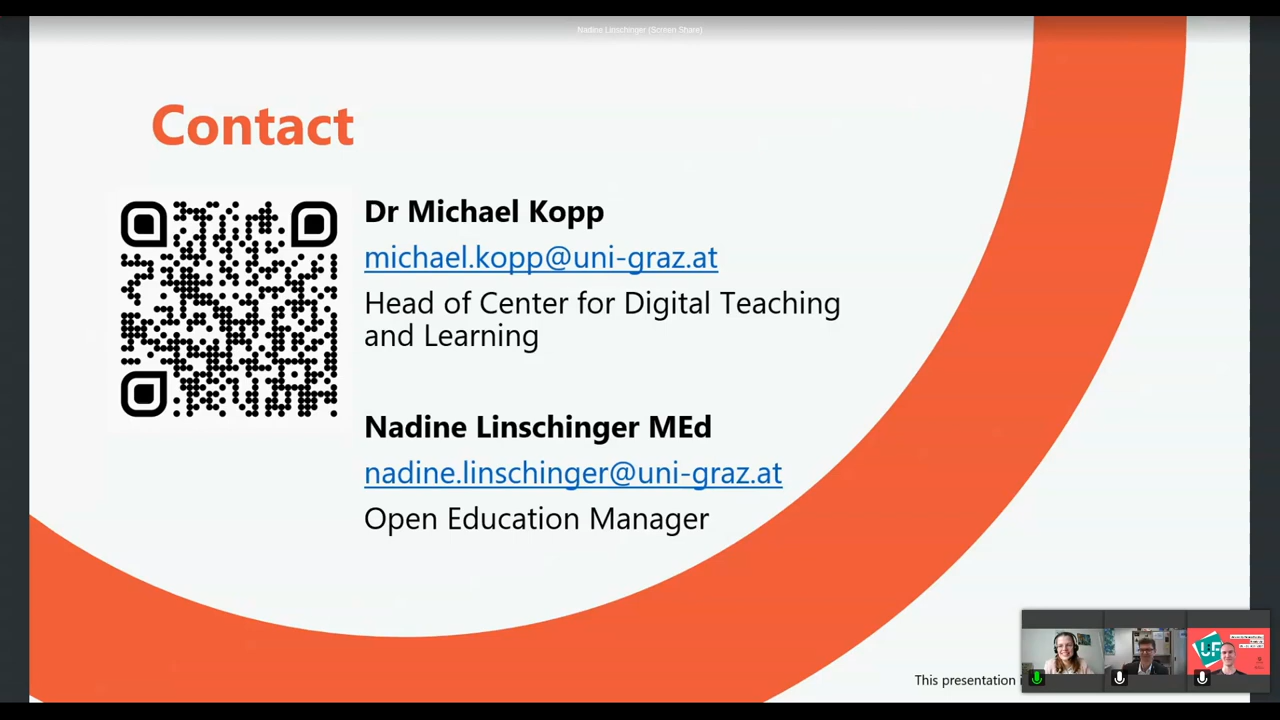 Nadine Linschinger (Screen Share)
Contact
Dr Michael Kopp
michael.kopp@uni-graz.at
Head of Center for Digital Teaching
and Learning
Nadine Linschinger MEd
nadine.linschinger@uni-graz.at
Open Education Manager
This presentation
UF